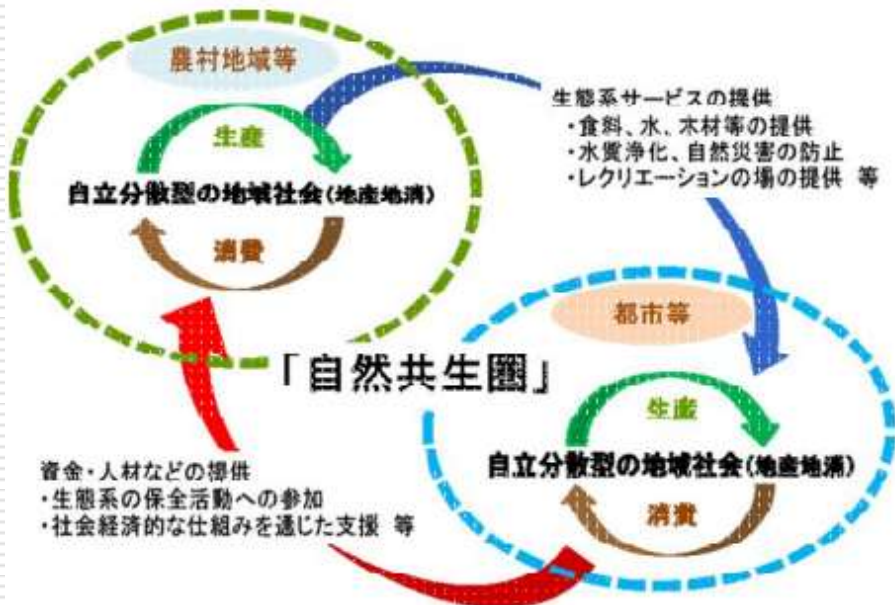 農村地域等
生産
自立分散型の地域社会(地産地消)
消費
生態系サービスの提供
・食料、水、木材等の提供
・水質浄化、自然災害の防止
・レクリエーションの場の提供 等
都市等
「自然共生圏」
生産
自立分散型の地域社会(地産地消)
消費
資金・人材などの提供
・生態系の保全活動への参加
・社会経済的な仕組みを通じた支援 等